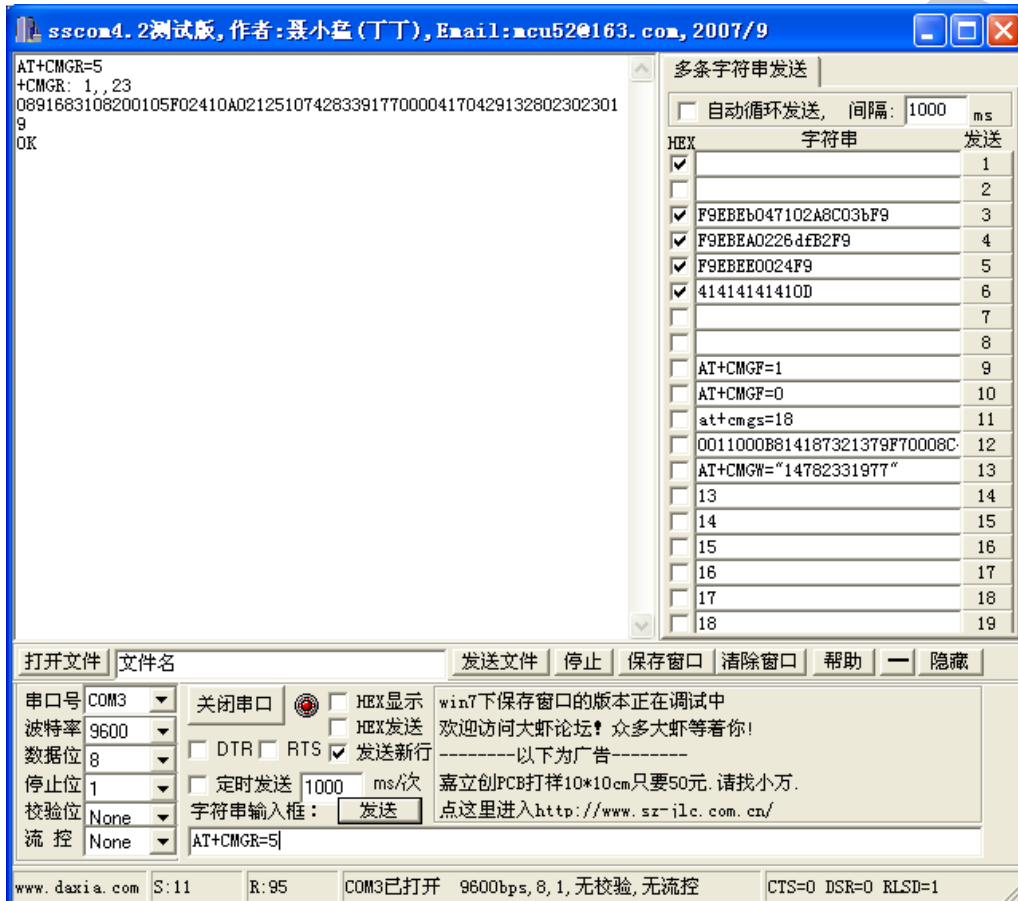 sscom4.2测试版,作者:聂小猛(丁丁),Email:mcu52@163.com,2007/9
AT+CMGR=5
+CMGR: 1,,23
0891683108200105F02410A0212510742833917700004170429132802302301
9
OK
多条字符串发送
自动循环发送, 间隔: 1000 ms
HEX 字符串 发送
1
2
F9EBEb047102A8C03bF9 3
F9EBEA0226dfB2F9 4
F9EBEE0024F9 5
41414141410D 6
7
8
AT+CMGF=1 9
AT+CMGF=0 10
at+cmgs=18 11
0011000B814187321379F70008C 12
AT+CMGW="14782331977" 13
13 14
14 15
15 16
16 17
17 18
18 19
打开文件 文件名 发送文件 停止 保存窗口 清除窗口 帮助 一 隐藏
串口号 COM3 关闭串口 HEX显示 win7下保存窗口的版本正在调试中
波特率 9600 HEX发送 欢迎访问大虾论坛! 众多大虾等着你!
数据位 8 DTR RTS 发送新行 --------以下为广告--------
停止位 1 定时发送 1000 ms/次 嘉立创PCB打样10*10cm只要50元.请找小万.
校验位 None 字符串输入框: 发送 点这里进入http://www.sz-jlc.com.cn/
流 控 None AT+CMGR=5
www.daxia.com S:11 R:95 COM3已打开 9600bps,8,1,无校验,无流控 CTS=0 DSR=0 RLSD=1